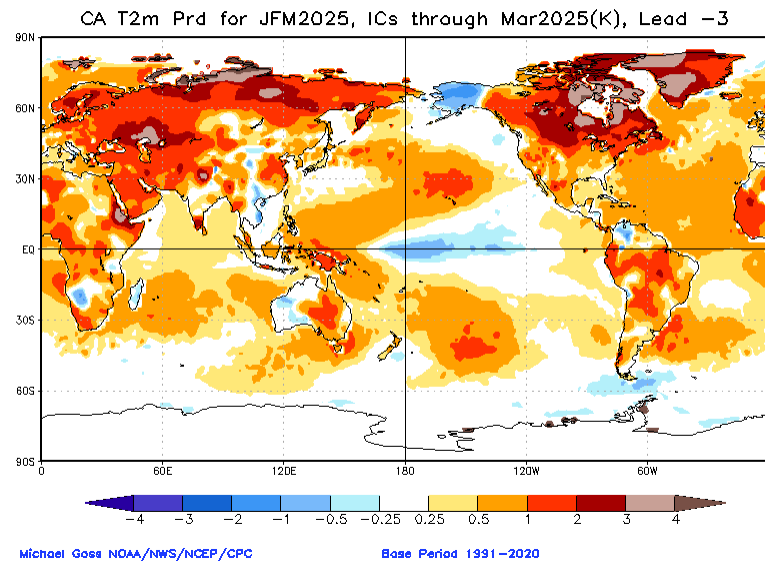 CA T2m Prd for JFM2025, ICs through Mar2025(K), Lead −3
90N
60N
30N
EQ
30S
60S
90S
0 60E 120E 180 120W 60W
−4 −3 −2 −1 −0.5 −0.25 0.25 0.5 1 2 3 4
Michael Goss NOAA/NWS/NCEP/CPC Base Period 1991−2020